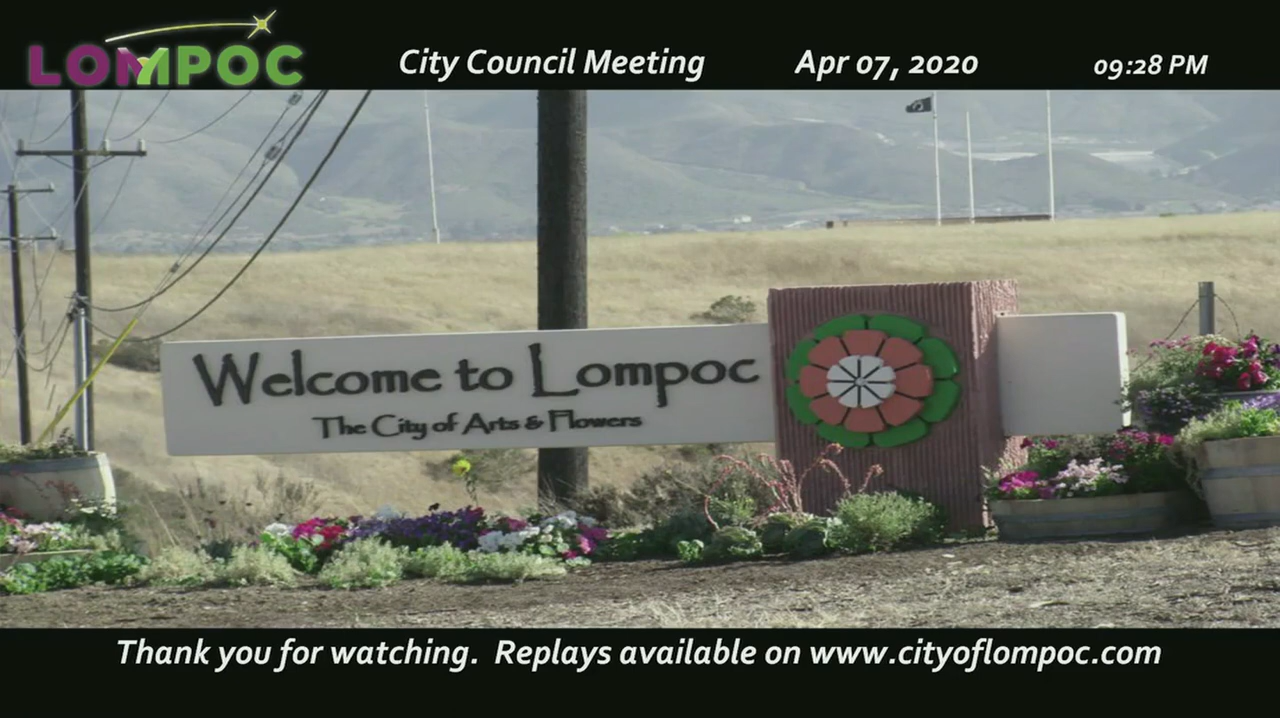 LOMPOC
City Council Meeting
Apr 07, 2020
09:28 PM
Welcome to Lompoc
The City of Arts & Flowers
Thank you for watching. Replays available on www.cityoflompoc.com